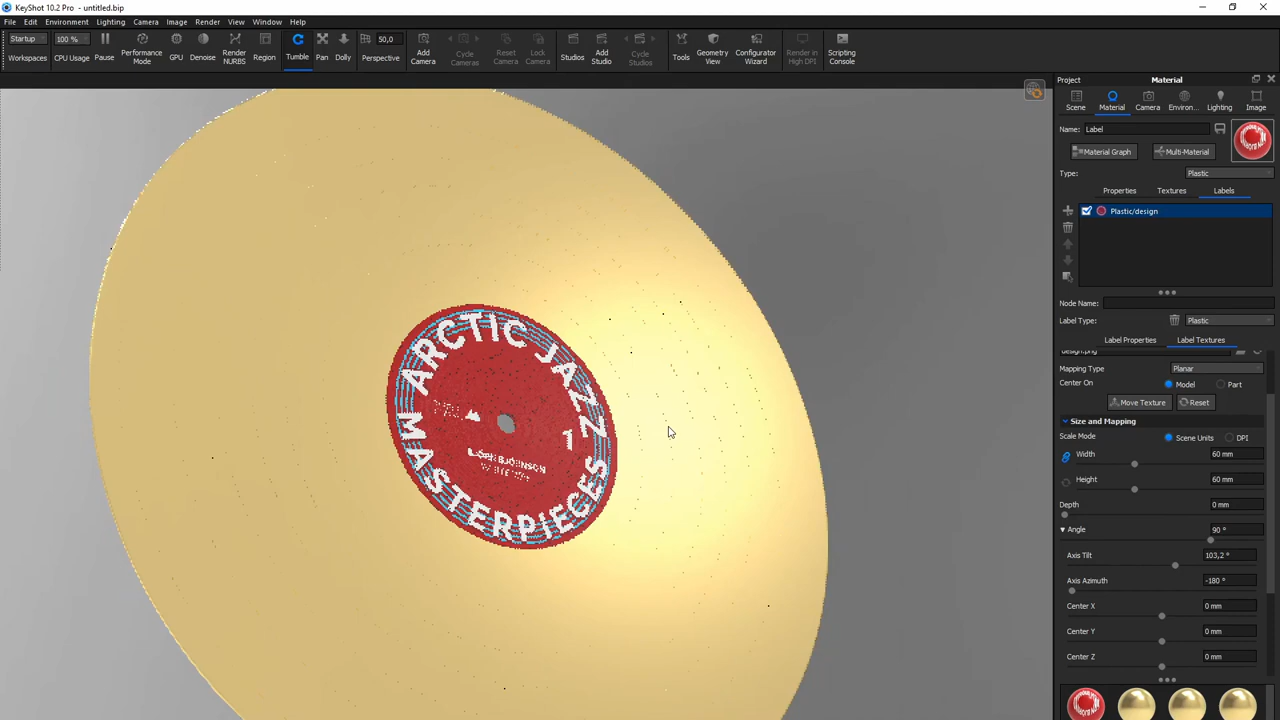 KeyShot 10.2 Pro - untitled.bip
File Edit Environment Lighting Camera Image Render View Window Help
Startup 100 % 50,0
Workspaces CPU Usage Pause Performance Mode GPU Denoise Render NURBS Region Tumble Pan Dolly Perspective Add Camera Cycle Cameras Reset Camera Lock Camera Studios Add Studio Cycle Studios Tools Geometry View Configurator Wizard Render in High DPI Scripting Console
Project Material
Scene Material Camera Environ... Lighting Image
Name: Label
Material Graph Multi-Material
Type: Plastic
Properties Textures Labels
Plastic/design
Node Name:
Label Type: Plastic
Label Properties Label Textures
design.png
Mapping Type Planar
Center On Model Part
Move Texture Reset
Size and Mapping
Scale Mode Scene Units DPI
Width 60 mm
Height 60 mm
Depth 0 mm
Angle 90 °
Axis Tilt 103,2 °
Axis Azimuth -180 °
Center X 0 mm
Center Y 0 mm
Center Z 0 mm
ARCTIC JAZZ
MASTERPIECES
1
BJÖRN BJÖRNSON